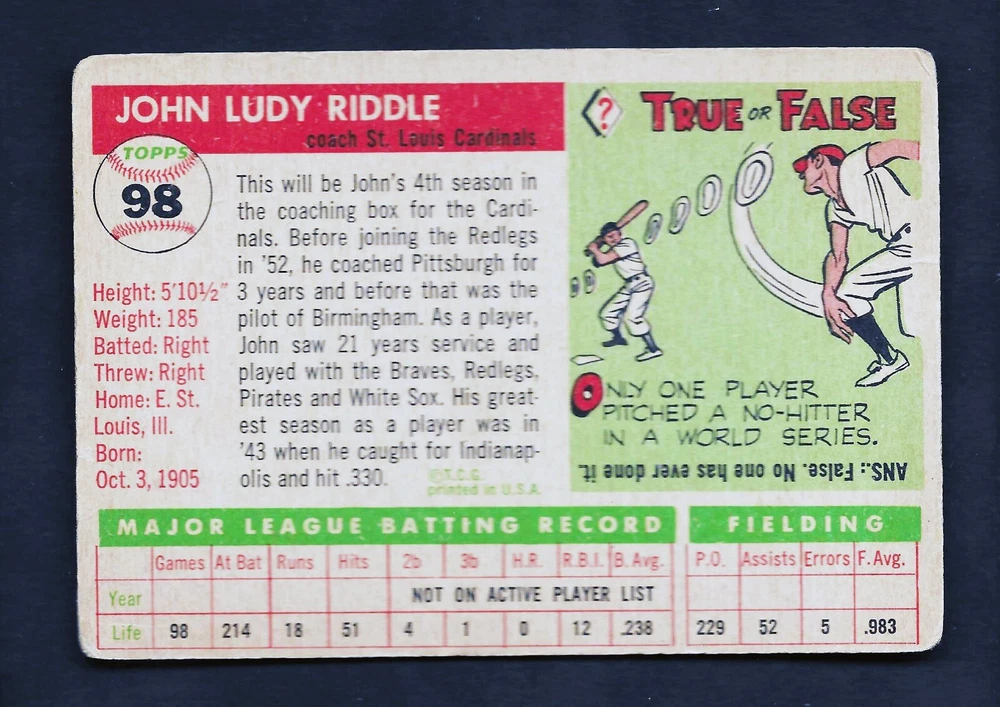 JOHN LUDY RIDDLE
coach St. Louis Cardinals
TOPPS
98
Height: 5'10½"
Weight: 185
Batted: Right
Threw: Right
Home: E. St.
Louis, Ill.
Born:
Oct. 3, 1905
This will be John's 4th season in
the coaching box for the Cardi-
nals. Before joining the Redlegs
in '52, he coached Pittsburgh for
3 years and before that was the
pilot of Birmingham. As a player,
John saw 21 years service and
played with the Braves, Redlegs,
Pirates and White Sox. His great-
est season as a player was in
'43 when he caught for Indianap-
olis and hit .330.
©T.C.G.
printed in U.S.A.
?
TRUE OR FALSE
ONLY ONE PLAYER
PITCHED A NO-HITTER
IN A WORLD SERIES.
ANS.: False. No one has ever done it.
MAJOR LEAGUE BATTING RECORD
FIELDING
Games At Bat Runs Hits 2b 3b H.R. R.B.I. B. Avg. P.O. Assists Errors F. Avg.
Year NOT ON ACTIVE PLAYER LIST
Life 98 214 18 51 4 1 0 12 .238 229 52 5 .983